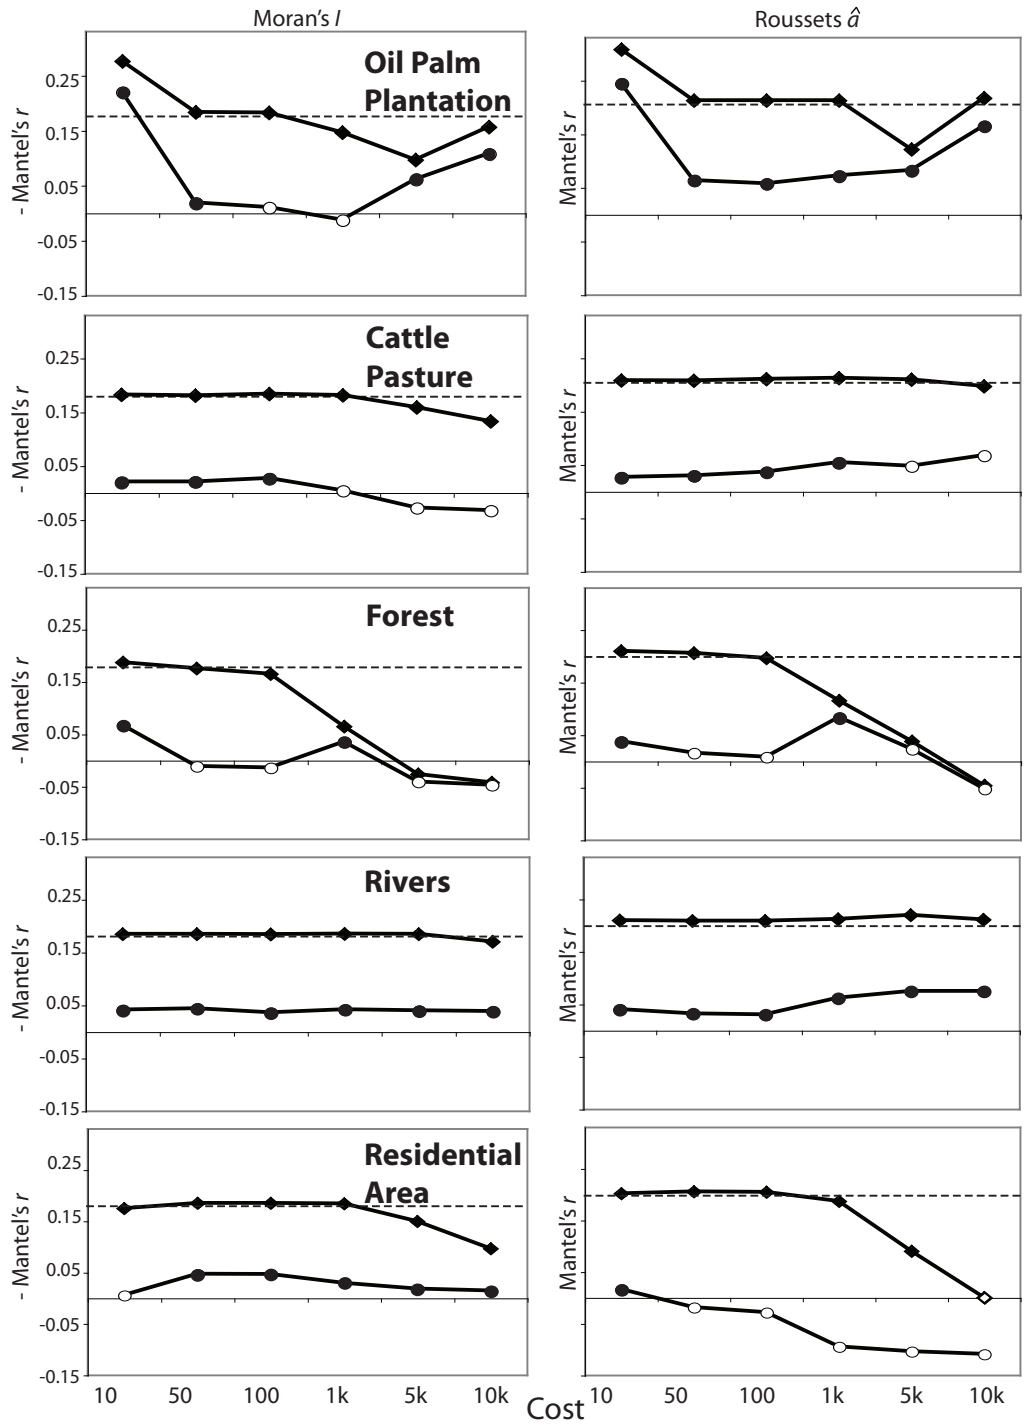 Moran's I
Roussets â
Oil Palm
Plantation
- Mantel's r
0.25
0.15
0.05
-0.05
-0.15
Mantel's r
Cattle
Pasture
- Mantel's r
0.25
0.15
0.05
-0.05
-0.15
Mantel's r
Forest
- Mantel's r
0.25
0.15
0.05
-0.05
-0.15
Mantel's r
Rivers
- Mantel's r
0.25
0.15
0.05
-0.05
-0.15
Mantel's r
Residential
Area
- Mantel's r
0.25
0.15
0.05
-0.05
-0.15
Mantel's r
10 50 100 1k 5k 10k
10 50 100 1k 5k 10k
Cost